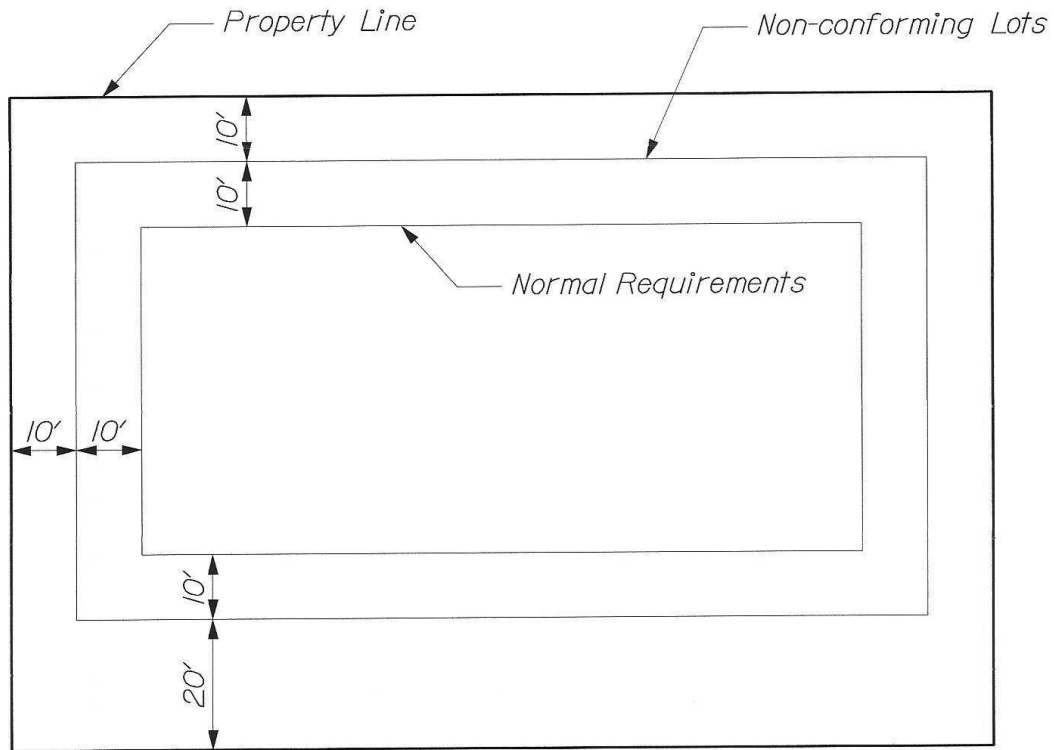 Property Line
Non-conforming Lots
10'
10'
Normal Requirements
10'
10'
10'
20'